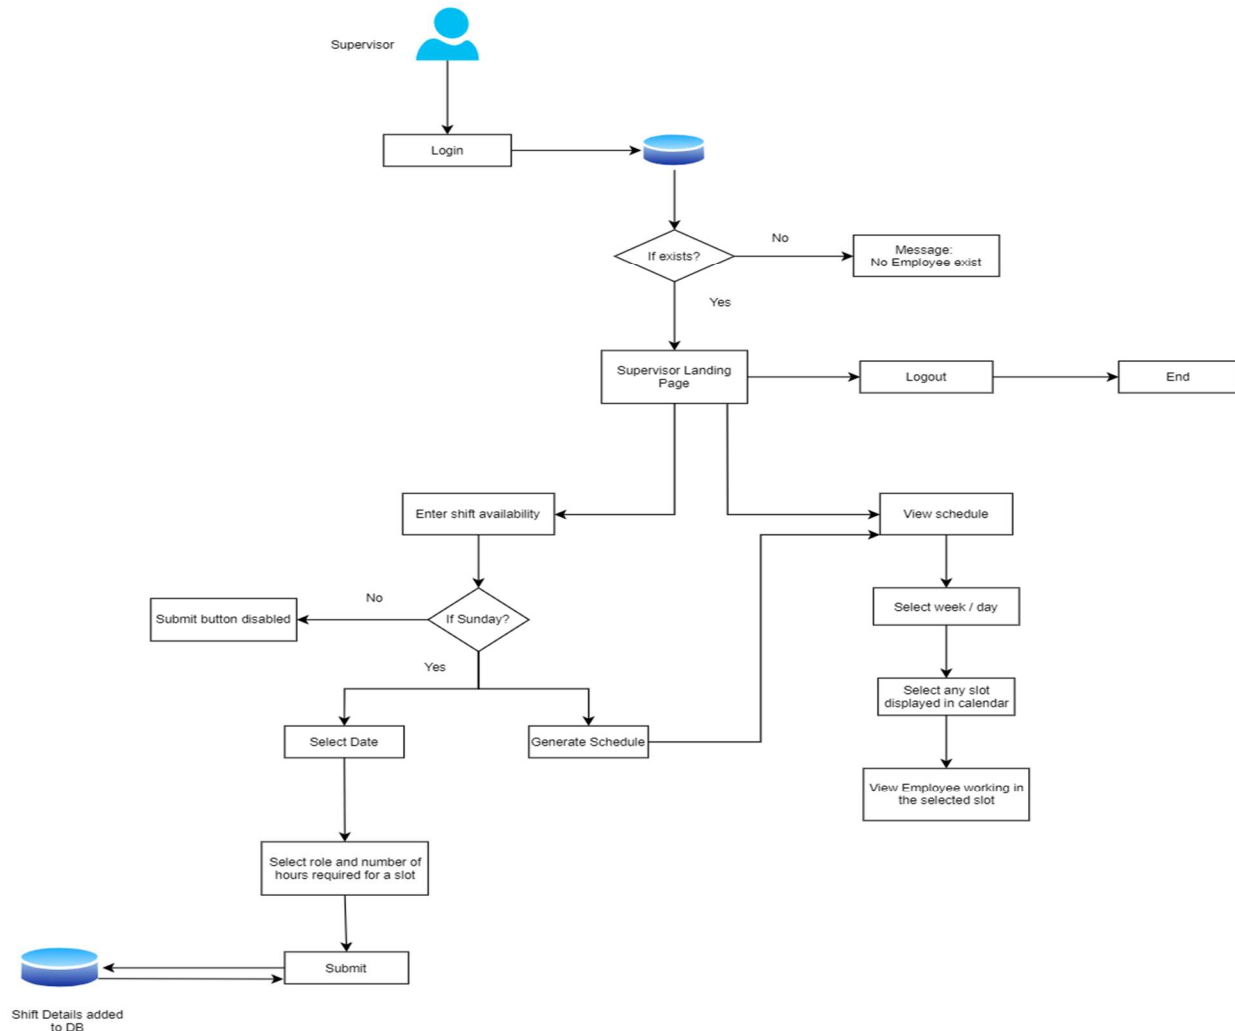 Supervisor
Login
If exists?
No
Message:
No Employee exist
Yes
Supervisor Landing
Page
Logout
End
Enter shift availability
View schedule
If Sunday?
No
Submit button disabled
Yes
Select week / day
Select Date
Generate Schedule
Select any slot
displayed in calendar
View Employee working in
the selected slot
Select role and number of
hours required for a slot
Submit
Shift Details added
to DB